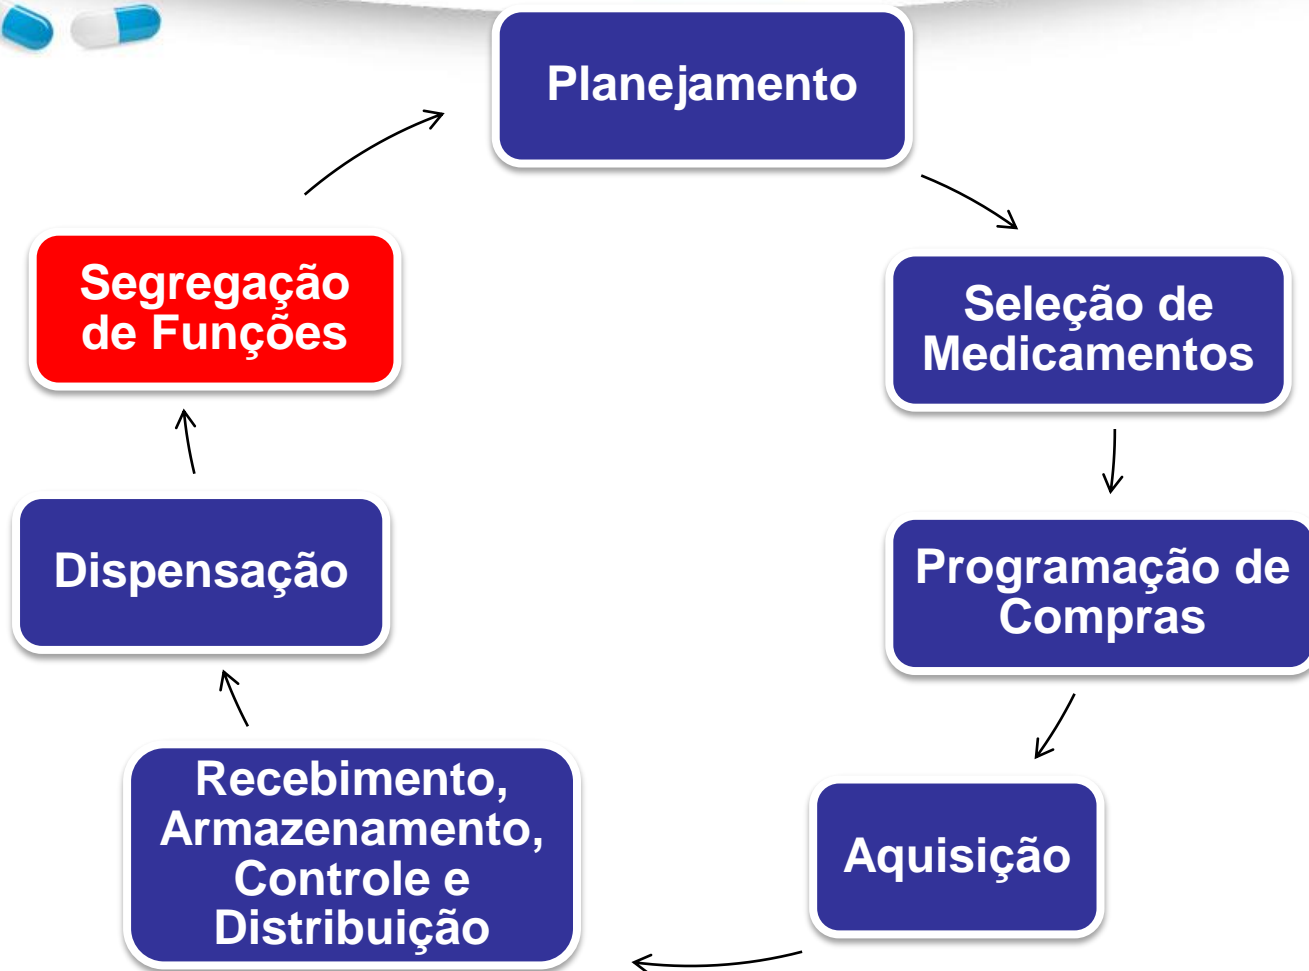 Planejamento
Seleção de
Medicamentos
Programação de
Compras
Aquisição
Recebimento,
Armazenamento,
Controle e
Distribuição
Dispensação
Segregação
de Funções